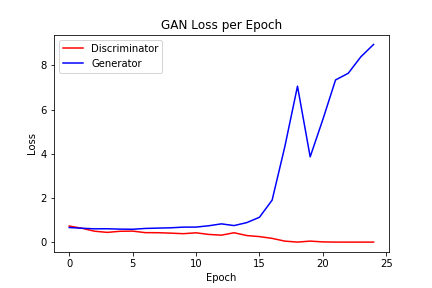 GAN Loss per Epoch
Discriminator
Generator
Loss
8
6
4
2
0
0 5 10 15 20 25
Epoch